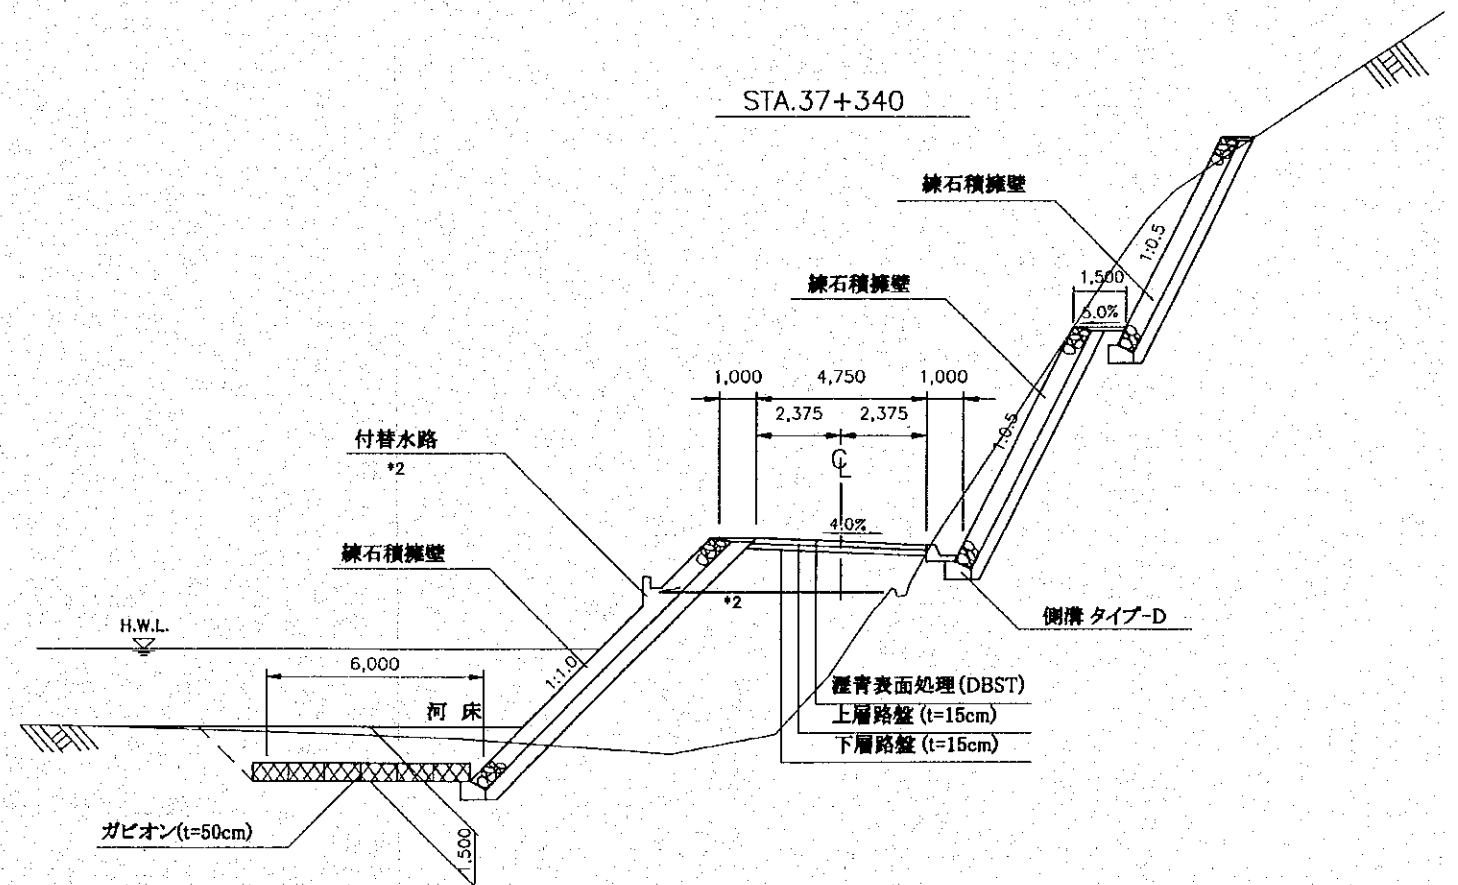 STA.37+340
練石積擁壁
1:0.5
練石積擁壁
1,500
5.0%
1:0.5
1,000
4,750
1,000
2,375
2,375
付替水路
*2
CL
4.0%
練石積擁壁
*2
側溝 タイプ-D
H.W.L.
6,000
1:1.0
河 床
瀝青表面処理(DBST)
上層路盤 (t=15cm)
下層路盤 (t=15cm)
ガビオン(t=50cm)
1,500